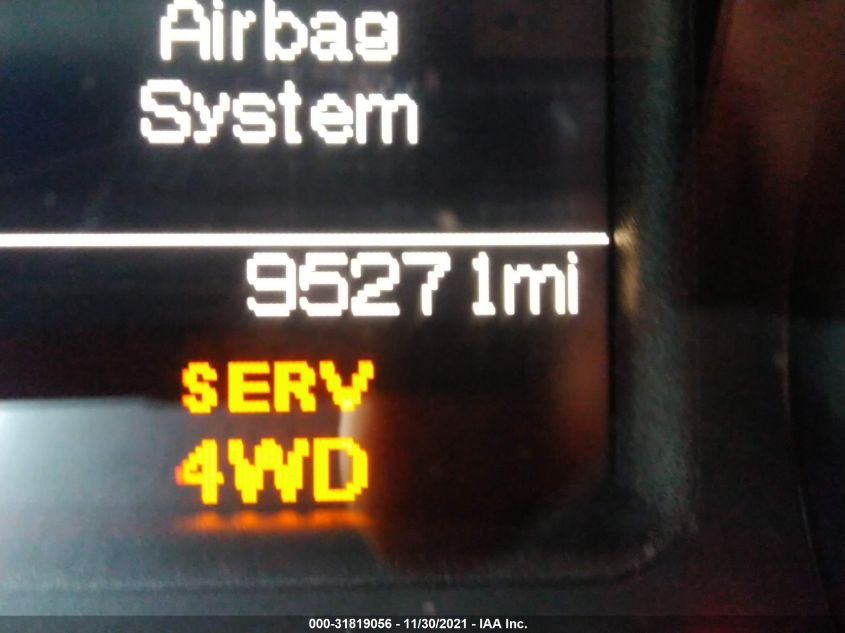 Airbag
System
95271mi
SERV
4WD
000-31819056 - 11/30/2021 - IAA Inc.